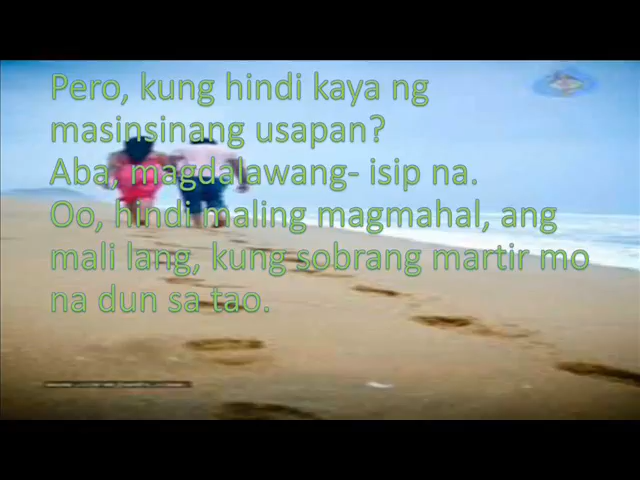 Pero, kung hindi kaya ng
masinsinang usapan?
Aba, magdalawang- isip na.
Oo, hindi maling magmahal, ang
mali lang, kung sobrang martir mo
na dun sa tao.